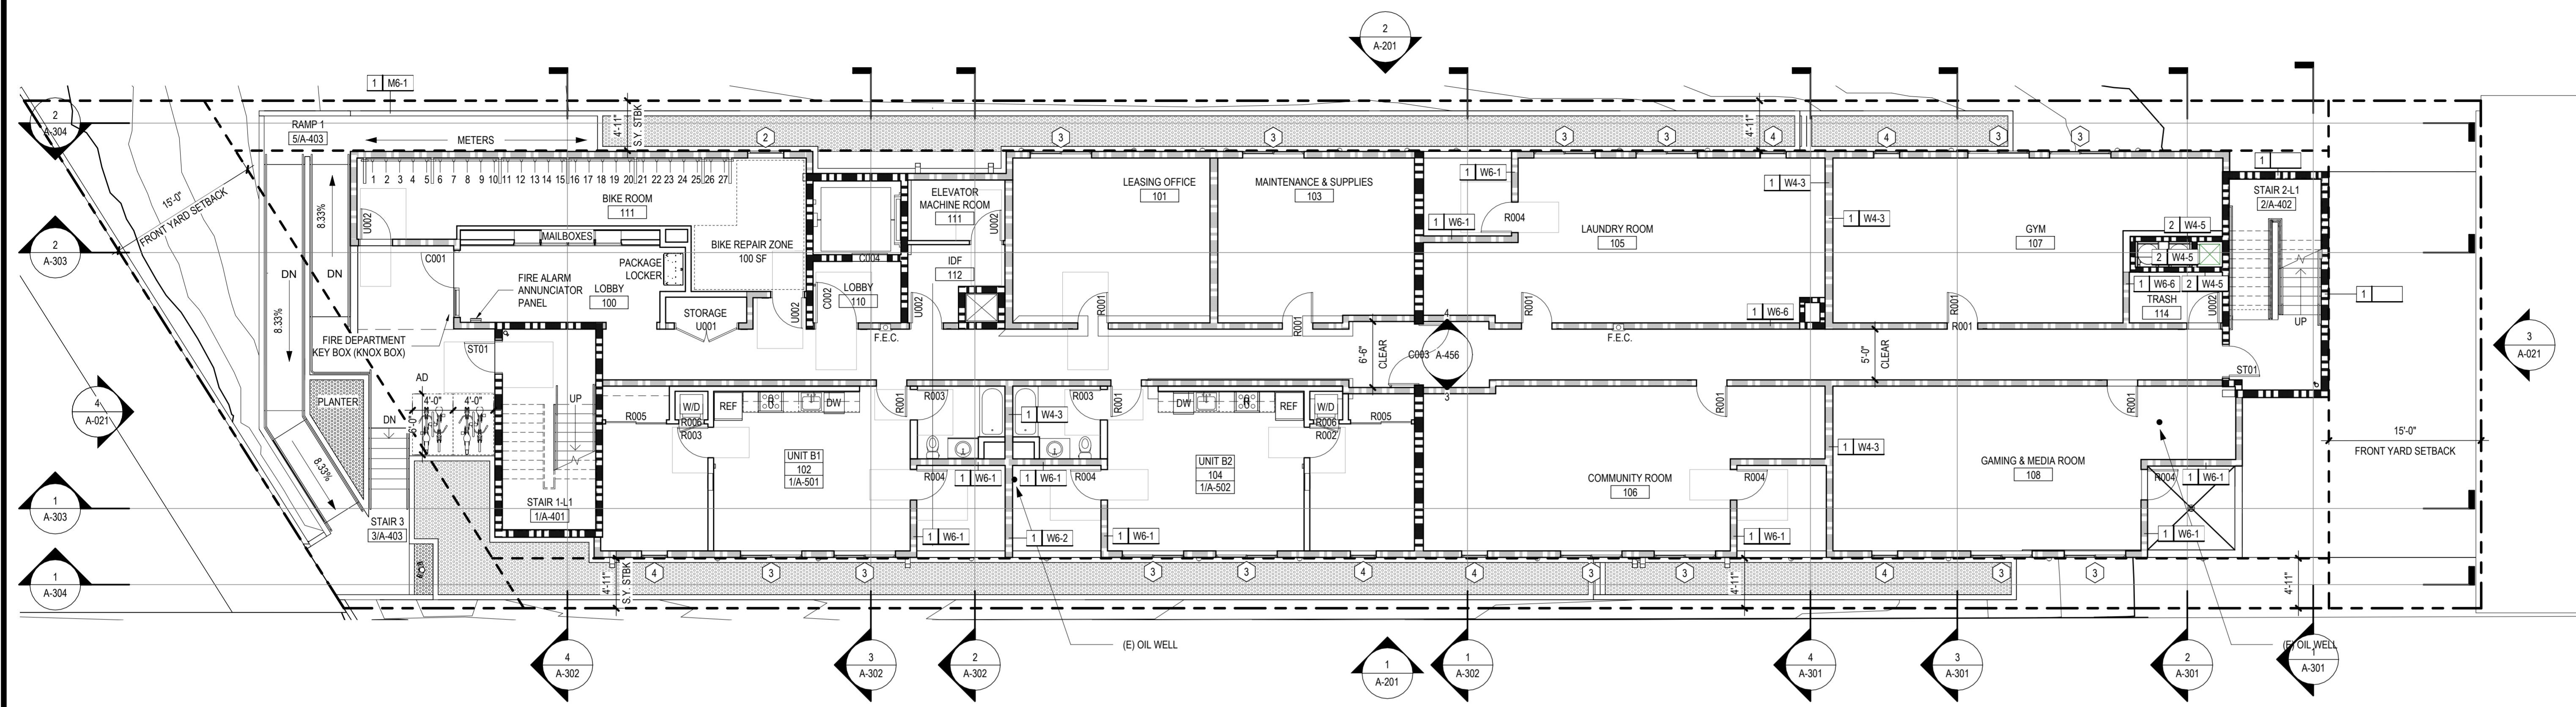 2
A-201
1 M6-1
2
A-304
RAMP 1
5/A-403
METERS
4'-11"
S.Y. STBK
2
3
3
3
3
4
4
3
3
4'-11"
15'-0"
FRONT YARD SETBACK
8.33%
DN
8.33%
DN
U002
1 2 3 4 5 6 7 8 9 10 11 12 13 14 15 16 17 18 19 20 21 22 23 24 25 26 27
BIKE ROOM
111
MAILBOXES
BIKE REPAIR ZONE
100 SF
ELEVATOR
MACHINE ROOM
111
U002
LEASING OFFICE
101
MAINTENANCE & SUPPLIES
103
1 W6-1
1 W6-1
R004
LAUNDRY ROOM
105
1 W4-3
1 W4-3
GYM
107
2 W4-5
2 W4-5
1 W6-6
2 W4-5
TRASH
114
U002
1
STAIR 2-L1
2/A-402
UP
1
2
A-303
C001
FIRE ALARM
ANNUNCIATOR
PANEL
LOBBY
100
PACKAGE
LOCKER
STORAGE
U001
U002
C002
LOBBY
110
C004
IDF
112
U002
F.E.C.
R001
R001
R001
1 W6-6
F.E.C.
R001
FIRE DEPARTMENT
KEY BOX (KNOX BOX)
ST01
6'-6"
CLEAR
4
C003
A-456
3
5'-0"
CLEAR
ST01
3
A-021
4
A-021
PLANTER
AD
4'-0"
4'-0"
6'-0"
DN
8.33%
UP
R005
W/D
R006
R003
REF
DW
R001
R003
1 W4-3
R003
R001
DW
REF
W/D
R006
R002
R005
R001
R001
1 W4-3
15'-0"
FRONT YARD SETBACK
UNIT B1
102
1/A-501
R004
1 W6-1
1 W6-1
R004
UNIT B2
104
1/A-502
COMMUNITY ROOM
106
R004
GAMING & MEDIA ROOM
108
R004
1 W6-1
1
A-303
STAIR 1-L1
1/A-401
STAIR 3
3/A-403
1 W6-1
1 W6-2
1 W6-1
1 W6-1
1 W6-1
1
A-304
4'-11"
S.Y. STBK
4
3
3
3
3
4
4
3
3
4
3
3
4'-11"
4'-11"
(E) OIL WELL
(E) OIL WELL
4
A-302
3
A-302
2
A-302
1
A-201
1
A-302
4
A-301
3
A-301
2
A-301
1
A-301